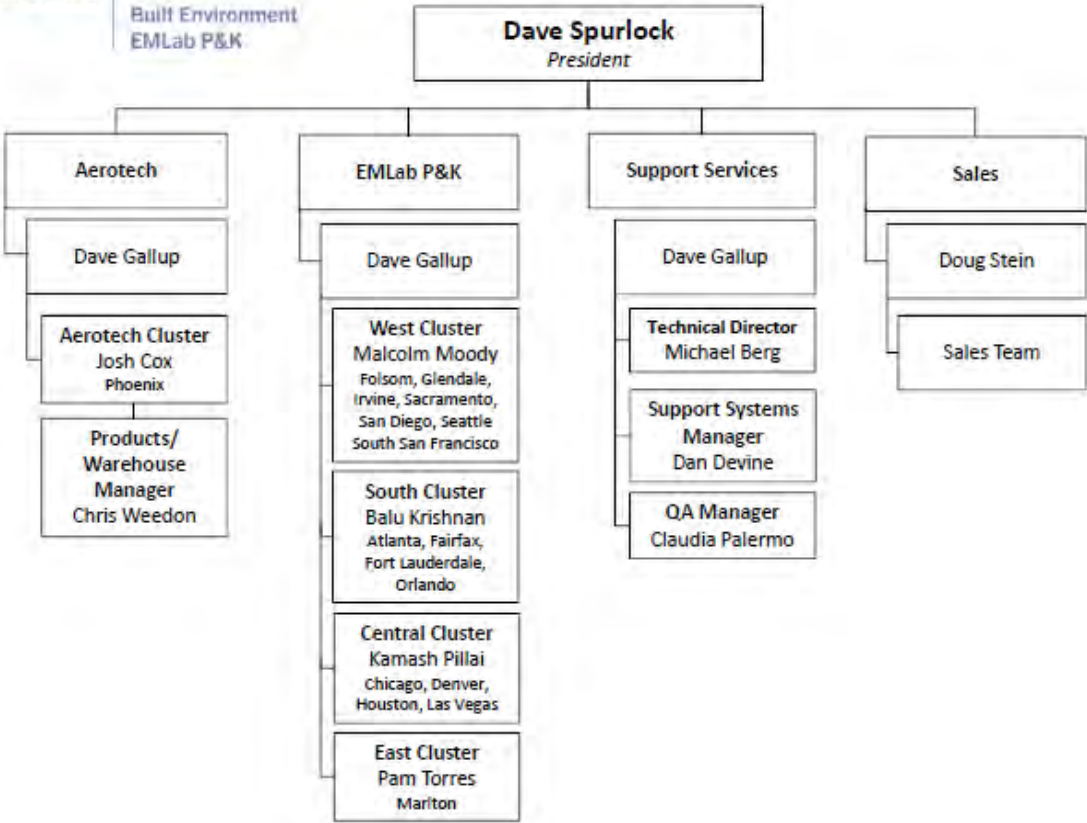 Built Environment
EMLab P&K
Dave Spurlock
President
Aerotech
Dave Gallup
Aerotech Cluster
Josh Cox
Phoenix
Products/
Warehouse
Manager
Chris Weedon
EMLab P&K
Dave Gallup
West Cluster
Malcolm Moody
Folsom, Glendale,
Irvine, Sacramento,
San Diego, Seattle
South San Francisco
South Cluster
Balu Krishnan
Atlanta, Fairfax,
Fort Lauderdale,
Orlando
Central Cluster
Kamash Pillai
Chicago, Denver,
Houston, Las Vegas
East Cluster
Pam Torres
Marlton
Support Services
Dave Gallup
Technical Director
Michael Berg
Support Systems
Manager
Dan Devine
QA Manager
Claudia Palermo
Sales
Doug Stein
Sales Team